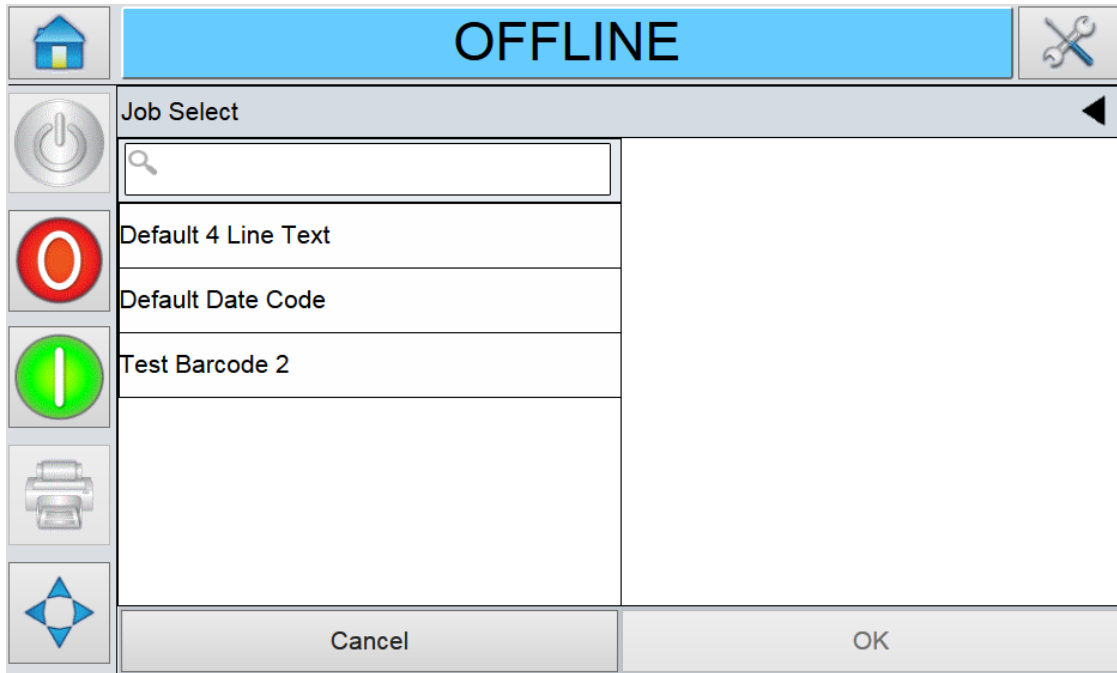 OFFLINE
Job Select
Default 4 Line Text
Default Date Code
Test Barcode 2
Cancel
OK